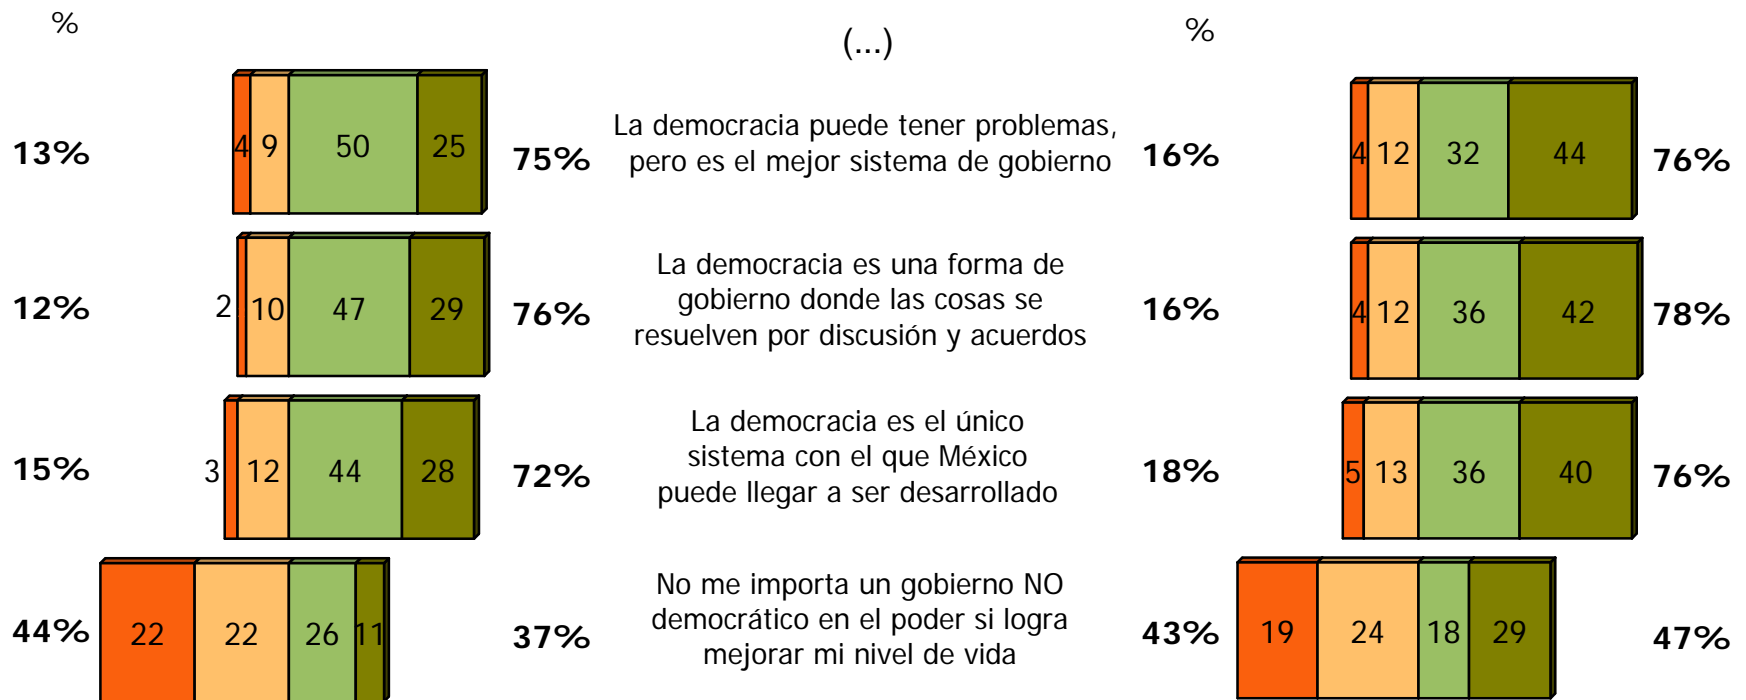 %
(...)
%
13%
4 9 50 25
75%
La democracia puede tener problemas,
pero es el mejor sistema de gobierno
16%
4 12 32 44
76%
12%
2 10 47 29
76%
La democracia es una forma de
gobierno donde las cosas se
resuelven por discusión y acuerdos
16%
4 12 36 42
78%
15%
3 12 44 28
72%
La democracia es el único
sistema con el que México
puede llegar a ser desarrollado
18%
5 13 36 40
76%
44%
22 22 26 11
37%
No me importa un gobierno NO
democrático en el poder si logra
mejorar mi nivel de vida
43%
19 24 18 29
47%